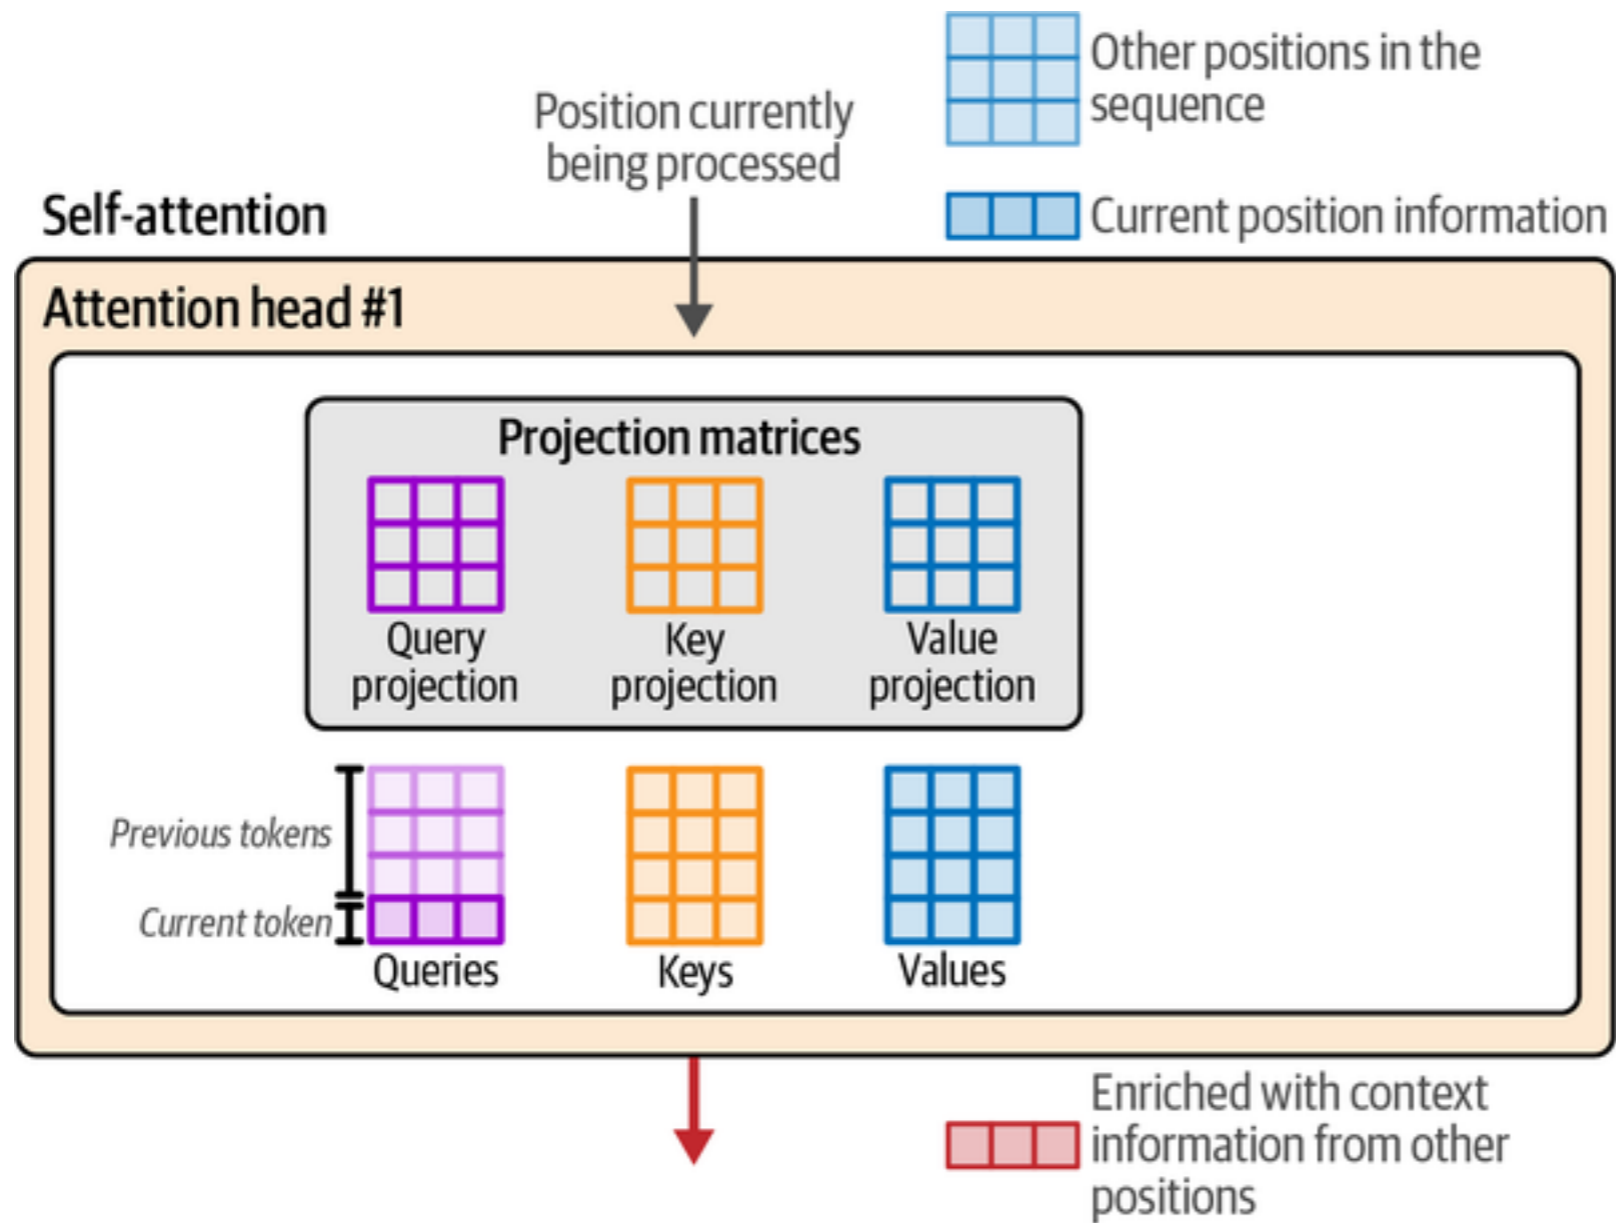 Other positions in the
sequence
Position currently
being processed
Self-attention
Current position information
Attention head #1
Projection matrices
Query
projection
Key
projection
Value
projection
Previous tokens
Current token
Queries
Keys
Values
Enriched with context
information from other
positions